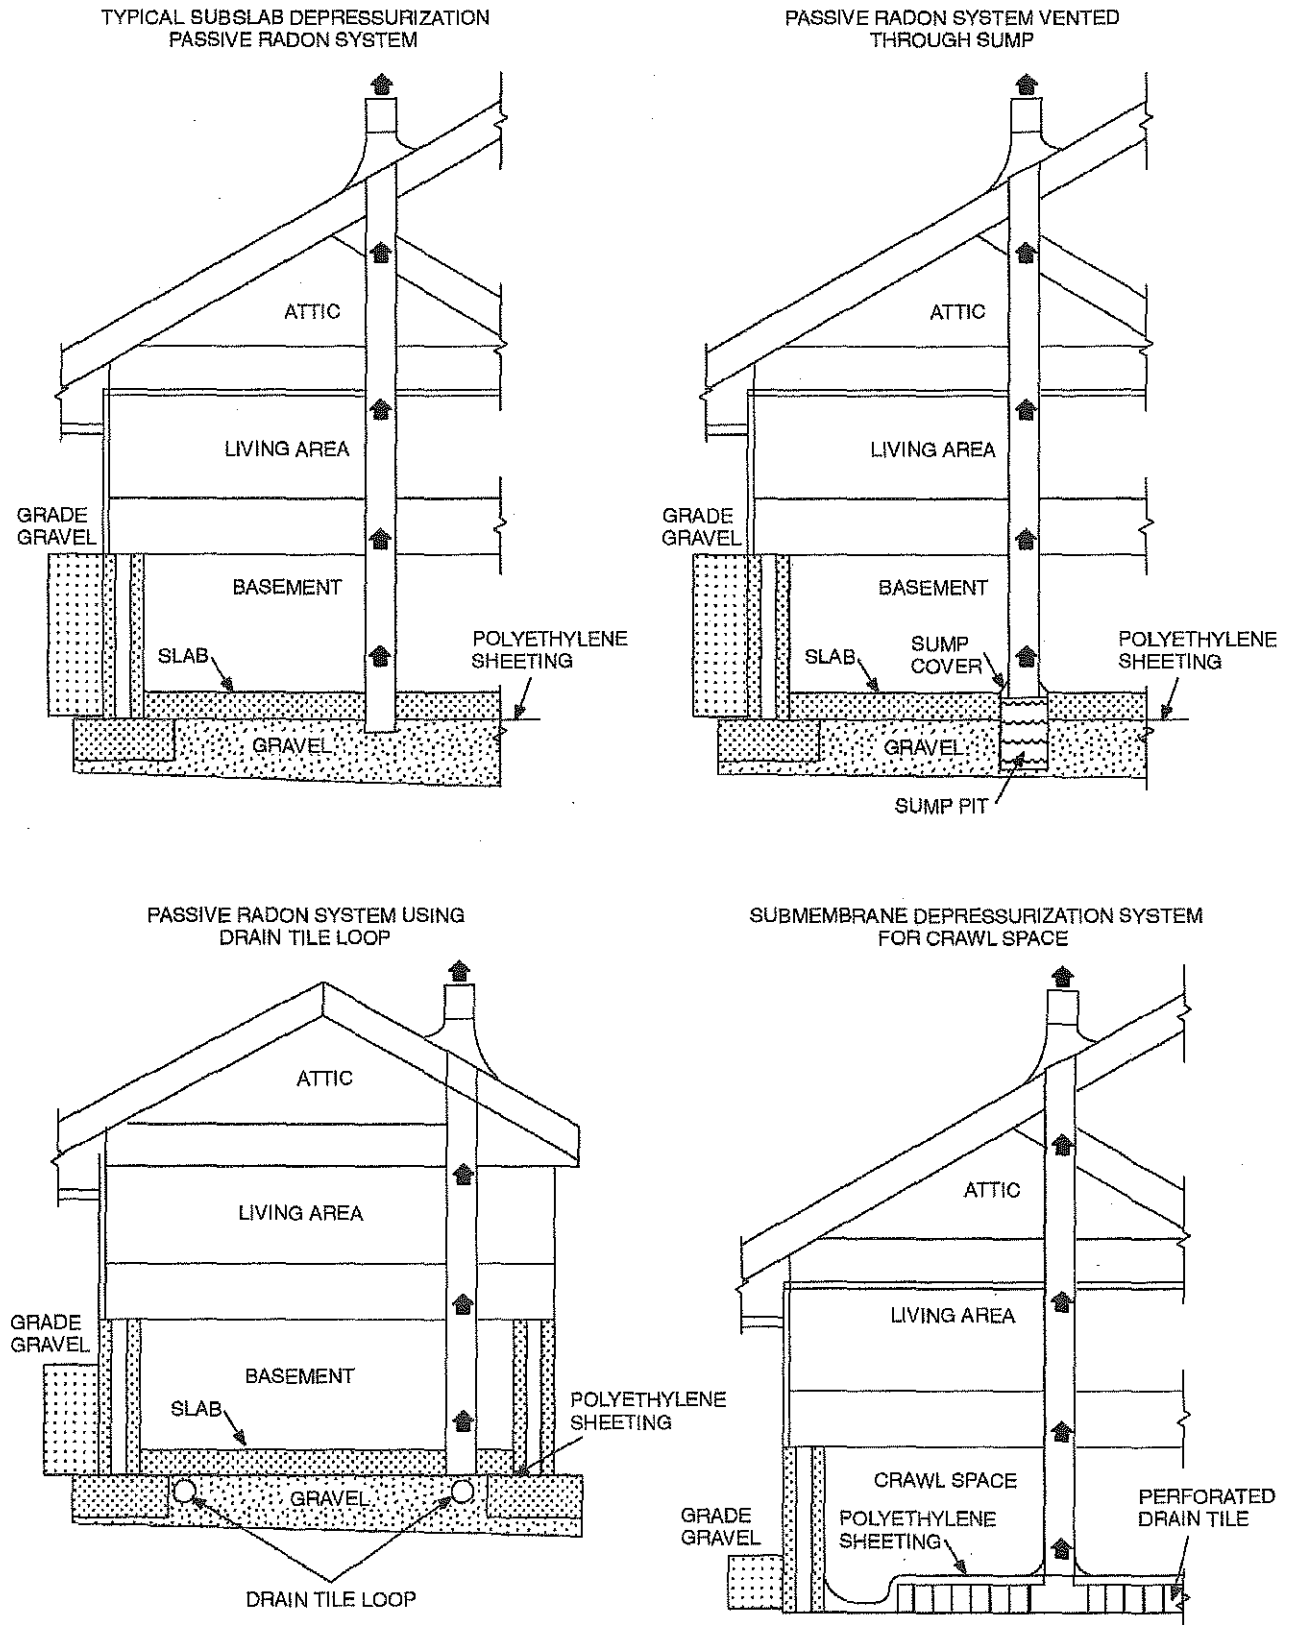 TYPICAL SUBSLAB DEPRESSURIZATION
PASSIVE RADON SYSTEM
ATTIC
LIVING AREA
GRADE
GRAVEL
BASEMENT
SLAB
POLYETHYLENE
SHEETING
GRAVEL
PASSIVE RADON SYSTEM VENTED
THROUGH SUMP
ATTIC
LIVING AREA
GRADE
GRAVEL
BASEMENT
SLAB
SUMP
COVER
POLYETHYLENE
SHEETING
GRAVEL
SUMP PIT
PASSIVE RADON SYSTEM USING
DRAIN TILE LOOP
ATTIC
LIVING AREA
GRADE
GRAVEL
BASEMENT
SLAB
POLYETHYLENE
SHEETING
GRAVEL
DRAIN TILE LOOP
SUBMEMBRANE DEPRESSURIZATION SYSTEM
FOR CRAWL SPACE
ATTIC
LIVING AREA
CRAWL SPACE
GRADE
GRAVEL
POLYETHYLENE
SHEETING
PERFORATED
DRAIN TILE